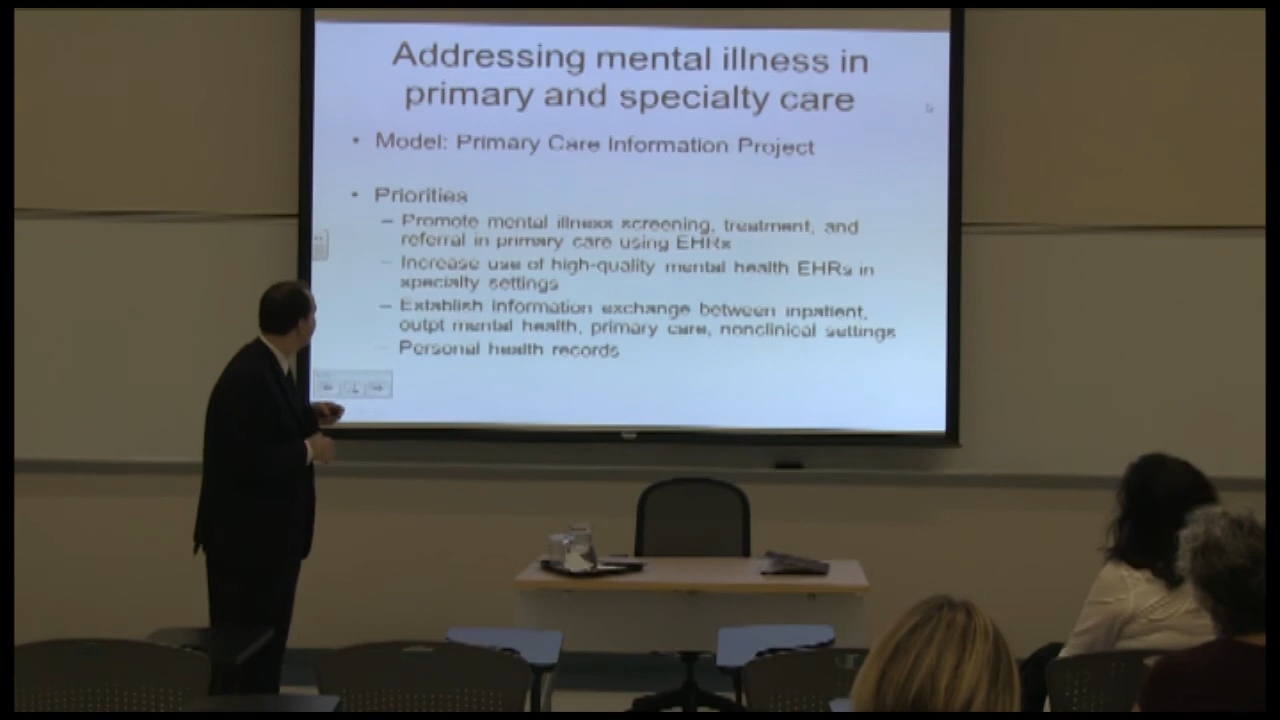 Addressing mental illness in
primary and specialty care
• Model: Primary Care Information Project
• Priorities
– Promote mental illness screening, treatment, and
referral in primary care using EHRs
– Increase use of high-quality mental health EHRs in
specialty settings
– Establish information exchange between inpatient,
outpt mental health, primary care, nonclinical settings
– Personal health records